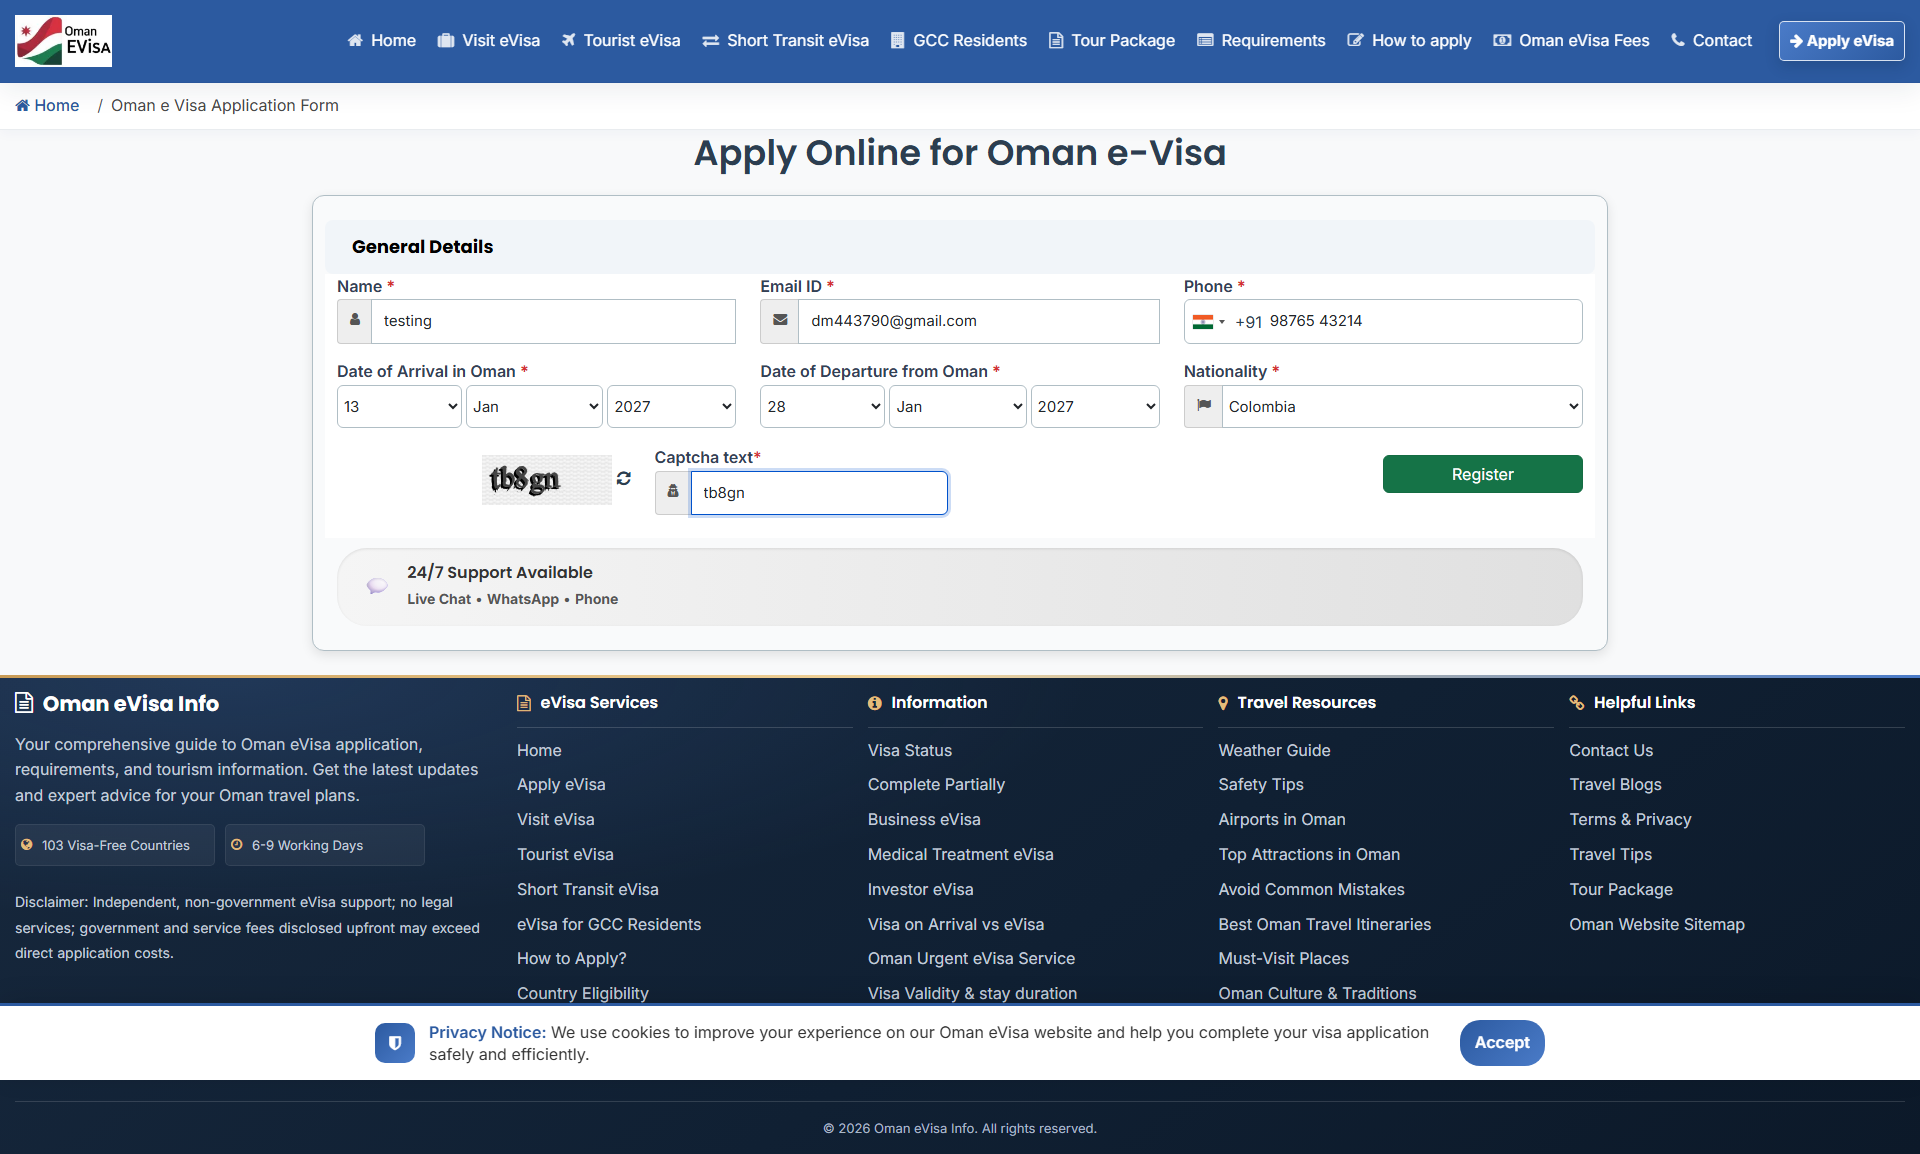 Oman
EVisa
Home
Visit eVisa
Tourist eVisa
Short Transit eVisa
GCC Residents
Tour Package
Requirements
How to apply
Oman eVisa Fees
Contact
Apply eVisa
Home / Oman e Visa Application Form
Apply Online for Oman e-Visa
General Details
Name *
testing
Email ID *
dm443790@gmail.com
Phone *
+91 98765 43214
Date of Arrival in Oman *
13 Jan 2027
Date of Departure from Oman *
28 Jan 2027
Nationality *
Colombia
tb8gn
Captcha text*
tb8gn
Register
24/7 Support Available
Live Chat • WhatsApp • Phone
Oman eVisa Info
Your comprehensive guide to Oman eVisa application,
requirements, and tourism information. Get the latest updates
and expert advice for your Oman travel plans.
103 Visa-Free Countries
6-9 Working Days
Disclaimer: Independent, non-government eVisa support; no legal
services; government and service fees disclosed upfront may exceed
direct application costs.
eVisa Services
Home
Apply eVisa
Visit eVisa
Tourist eVisa
Short Transit eVisa
eVisa for GCC Residents
How to Apply?
Country Eligibility
Information
Visa Status
Complete Partially
Business eVisa
Medical Treatment eVisa
Investor eVisa
Visa on Arrival vs eVisa
Oman Urgent eVisa Service
Visa Validity & stay duration
Travel Resources
Weather Guide
Safety Tips
Airports in Oman
Top Attractions in Oman
Avoid Common Mistakes
Best Oman Travel Itineraries
Must-Visit Places
Oman Culture & Traditions
Helpful Links
Contact Us
Travel Blogs
Terms & Privacy
Travel Tips
Tour Package
Oman Website Sitemap
Privacy Notice: We use cookies to improve your experience on our Oman eVisa website and help you complete your visa application
safely and efficiently.
Accept
© 2026 Oman eVisa Info. All rights reserved.